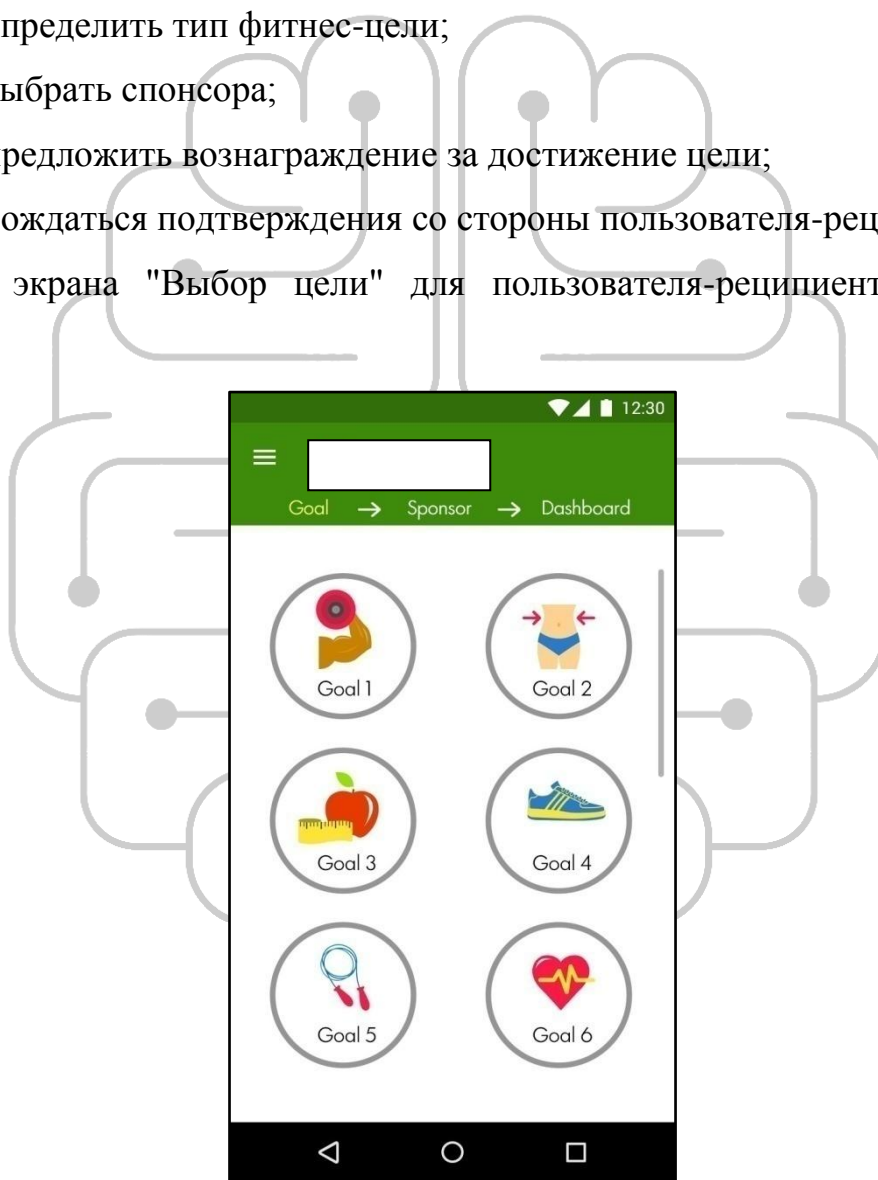 пределить тип фитнес-цели;
ыбрать спонсора;
редложить вознаграждение за достижение цели;
ождаться подтверждения со стороны пользователя-рец
экрана "Выбор цели" для пользователя-реципиент
12:30
Goal → Sponsor → Dashboard
Goal 1
Goal 2
Goal 3
Goal 4
Goal 5
Goal 6